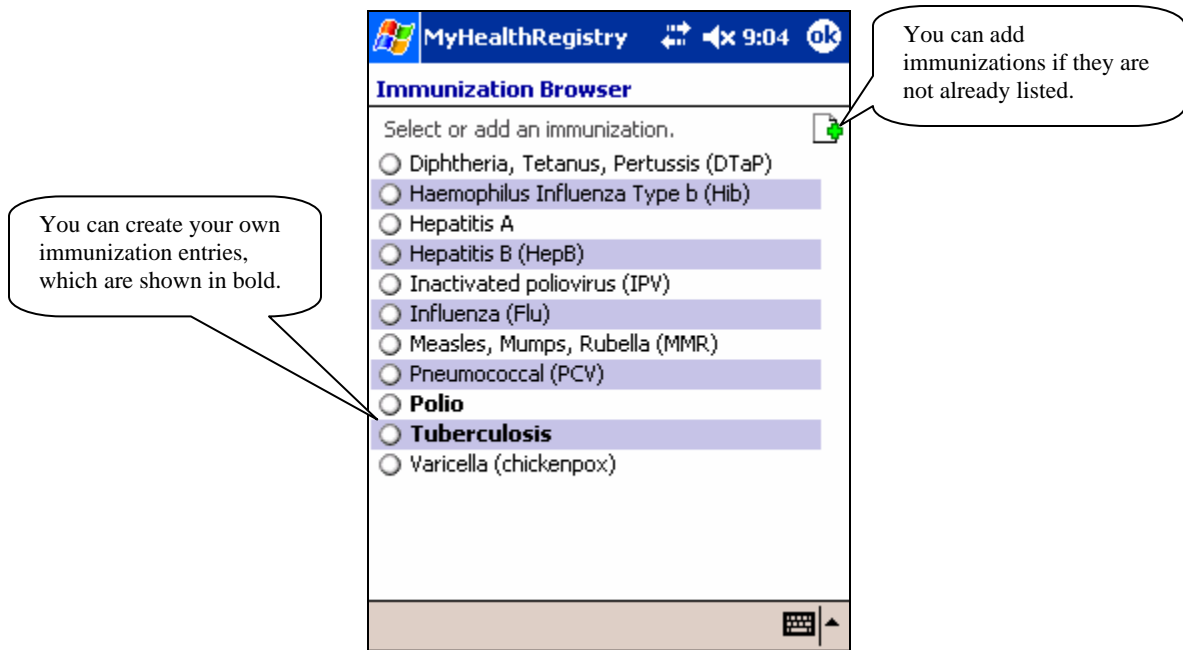 MyHealthRegistry 9:04 ok
Immunization Browser
Select or add an immunization.
Diphtheria, Tetanus, Pertussis (DTaP)
Haemophilus Influenza Type b (Hib)
Hepatitis A
Hepatitis B (HepB)
Inactivated poliovirus (IPV)
Influenza (Flu)
Measles, Mumps, Rubella (MMR)
Pneumococcal (PCV)
Polio
Tuberculosis
Varicella (chickenpox)
You can add
immunizations if they are
not already listed.
You can create your own
immunization entries,
which are shown in bold.